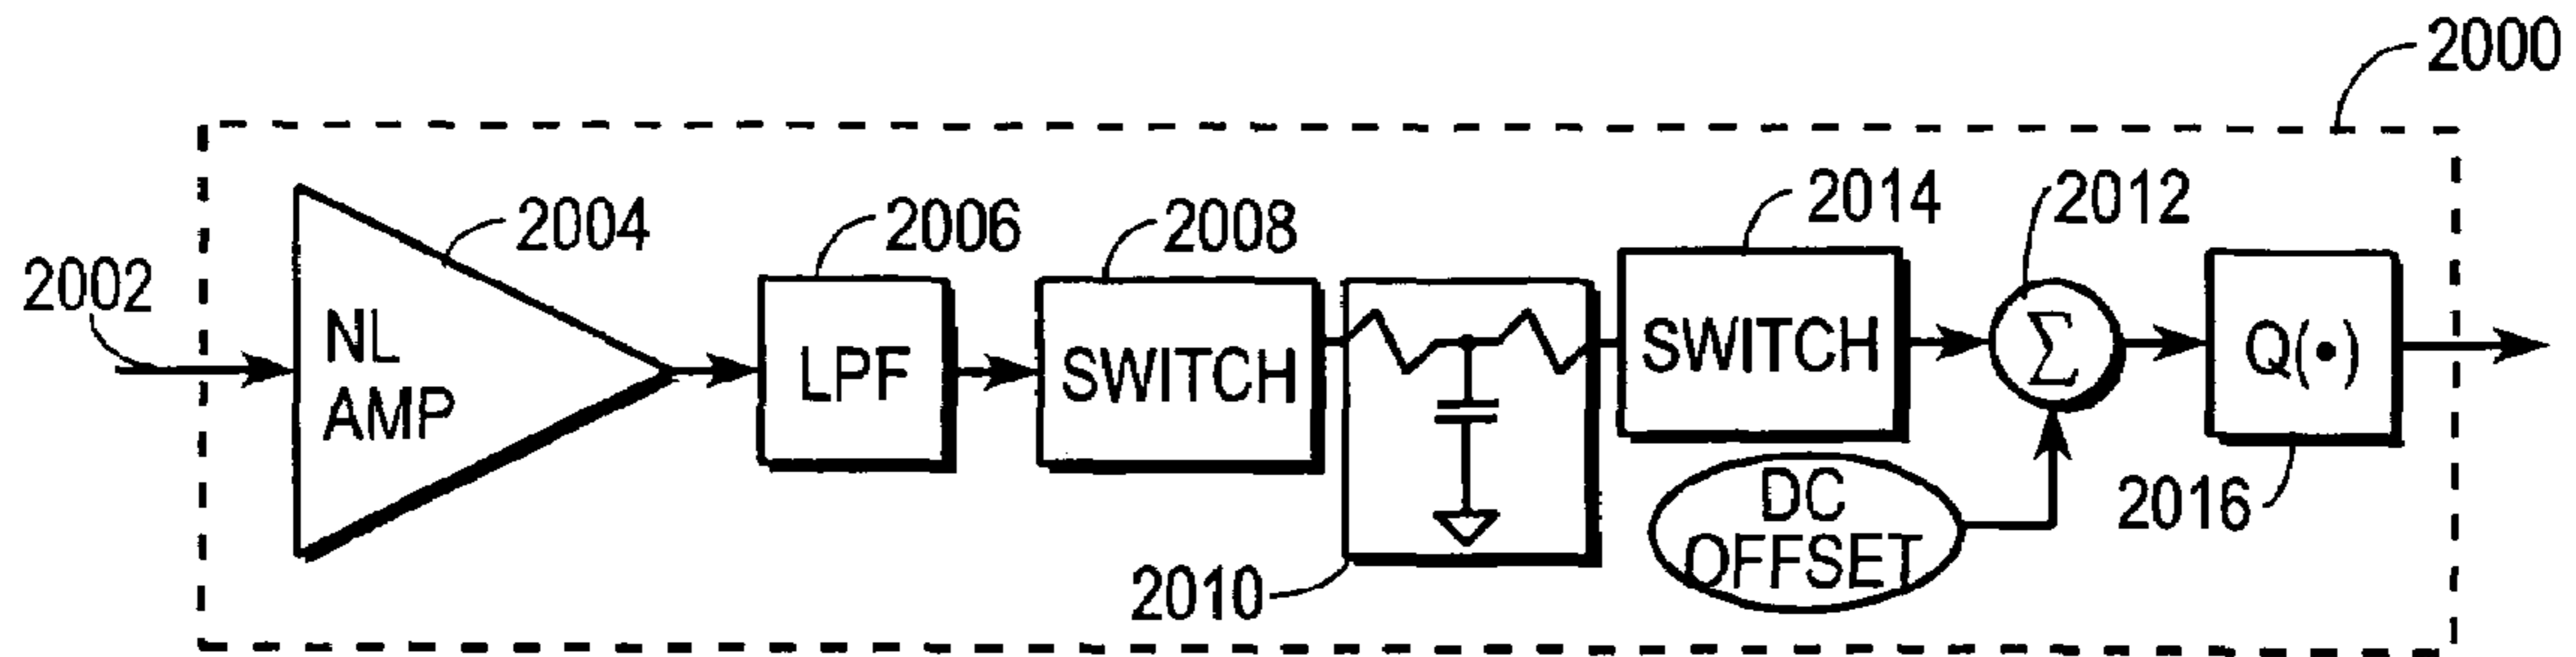 2000
2002
NL
AMP
2004
2006
LPF
2008
SWITCH
2010
2014
SWITCH
DC
OFFSET
2012
Σ
Q(•)
2016